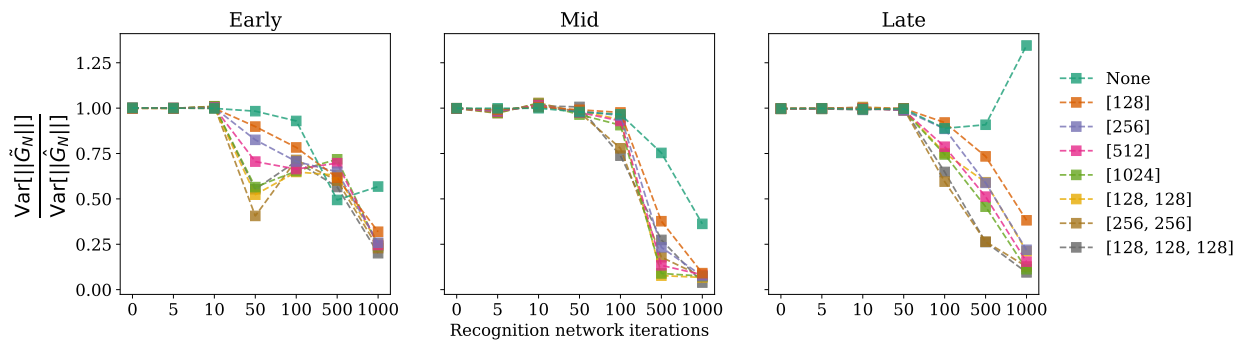 Early
Mid
Late
Var[||G̃_N||]
Var[||Ĝ_N||]
1.25
1.00
0.75
0.50
0.25
0.00
0 5 10 50 100 500 1000
0 5 10 50 100 500 1000
0 5 10 50 100 500 1000
Recognition network iterations
None
[128]
[256]
[512]
[1024]
[128, 128]
[256, 256]
[128, 128, 128]